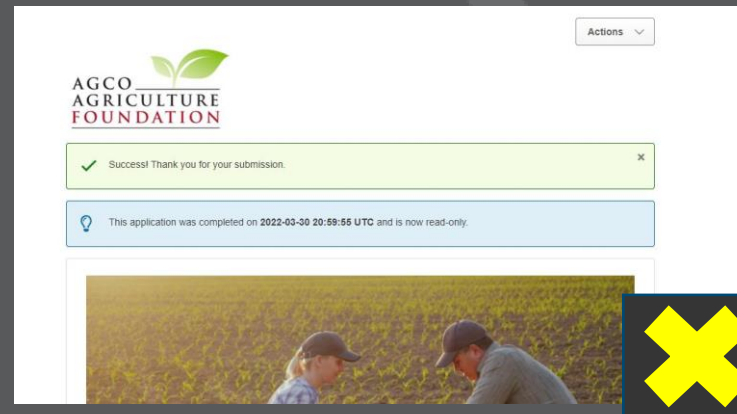 Actions
AGCO
AGRICULTURE
FOUNDATION
Success! Thank you for your submission.
This application was completed on 2022-03-30 20:59:55 UTC and is now read-only.